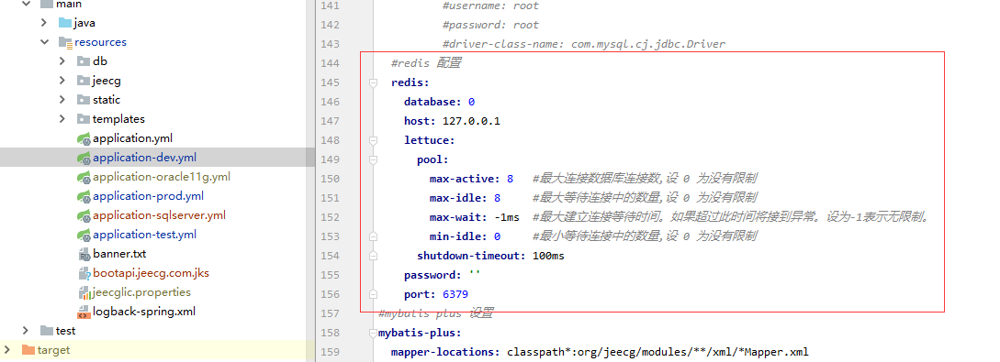 main
java
resources
db
jeecg
static
templates
application.yml
application-dev.yml
application-oracle11g.yml
application-prod.yml
application-sqlserver.yml
application-test.yml
banner.txt
bootapi.jeecg.com.jks
jeecglic.properties
logback-spring.xml
test
target
141 #username: root
142 #password: root
143 #driver-class-name: com.mysql.cj.jdbc.Driver
144 #redis 配置
145 redis:
146 database: 0
147 host: 127.0.0.1
148 lettuce:
149 pool:
150 max-active: 8 #最大连接数据库连接数,设 0 为没有限制
151 max-idle: 8 #最大等待连接中的数量,设 0 为没有限制
152 max-wait: -1ms #最大建立连接等待时间。如果超过此时间将接到异常。设为-1表示无限制。
153 min-idle: 0 #最小等待连接中的数量,设 0 为没有限制
154 shutdown-timeout: 100ms
155 password: ''
156 port: 6379
157 #mybatis plus 设置
158 mybatis-plus:
159 mapper-locations: classpath*:org/jeecg/modules/**/xml/*Mapper.xml